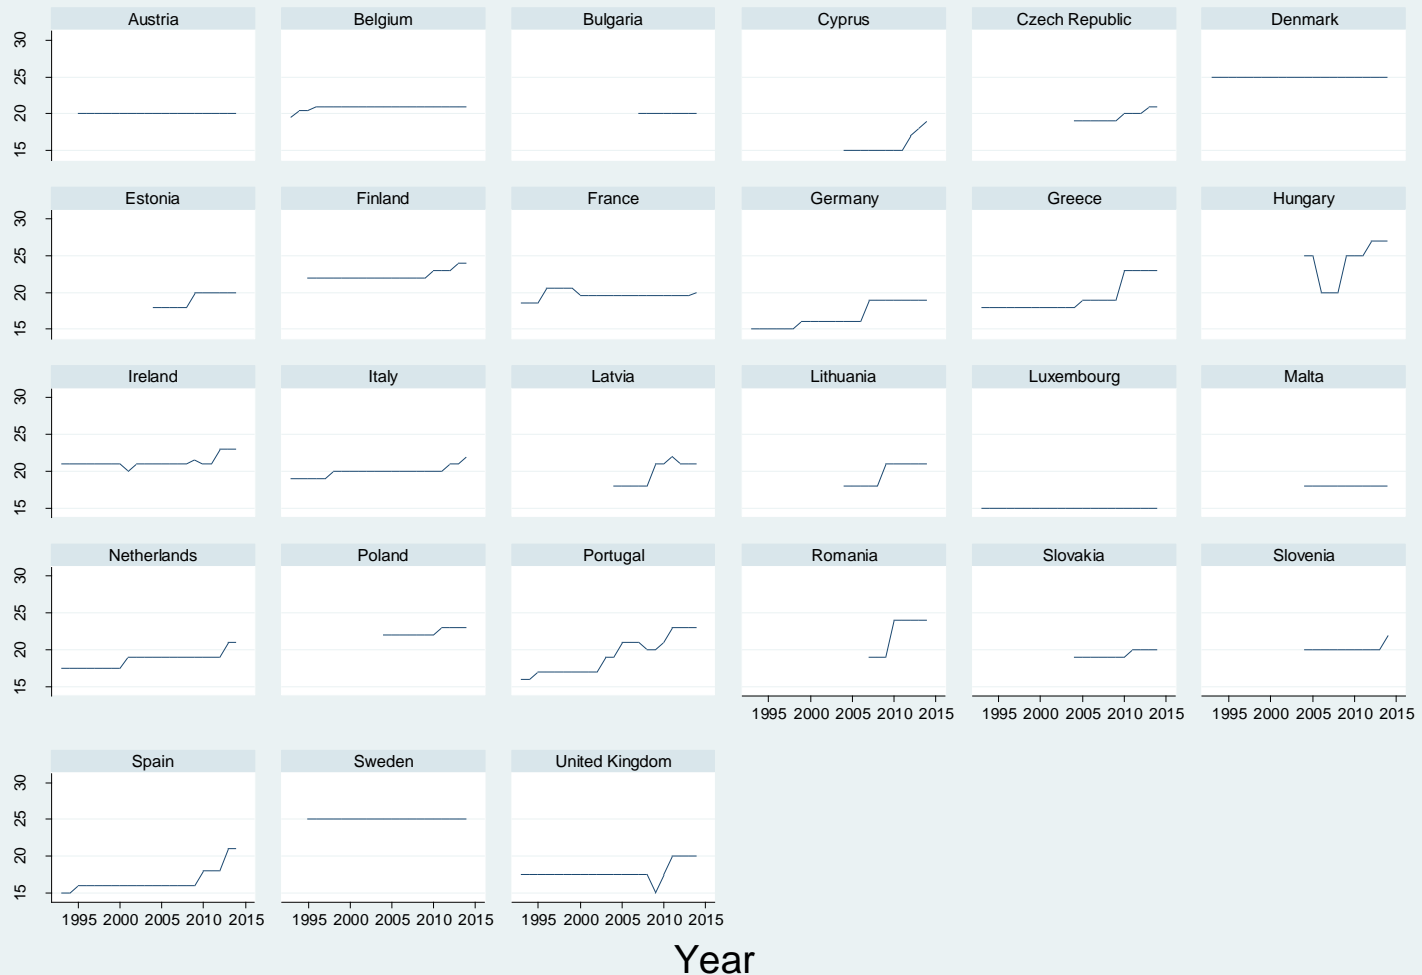 Austria Belgium Bulgaria Cyprus Czech Republic Denmark
30
25
20
15
Estonia Finland France Germany Greece Hungary
30
25
20
15
Ireland Italy Latvia Lithuania Luxembourg Malta
30
25
20
15
Netherlands Poland Portugal Romania Slovakia Slovenia
30
25
20
15
1995 2000 2005 2010 2015 1995 2000 2005 2010 2015 1995 2000 2005 2010 2015
Spain Sweden United Kingdom
30
25
20
15
1995 2000 2005 2010 2015 1995 2000 2005 2010 2015 1995 2000 2005 2010 2015
Year